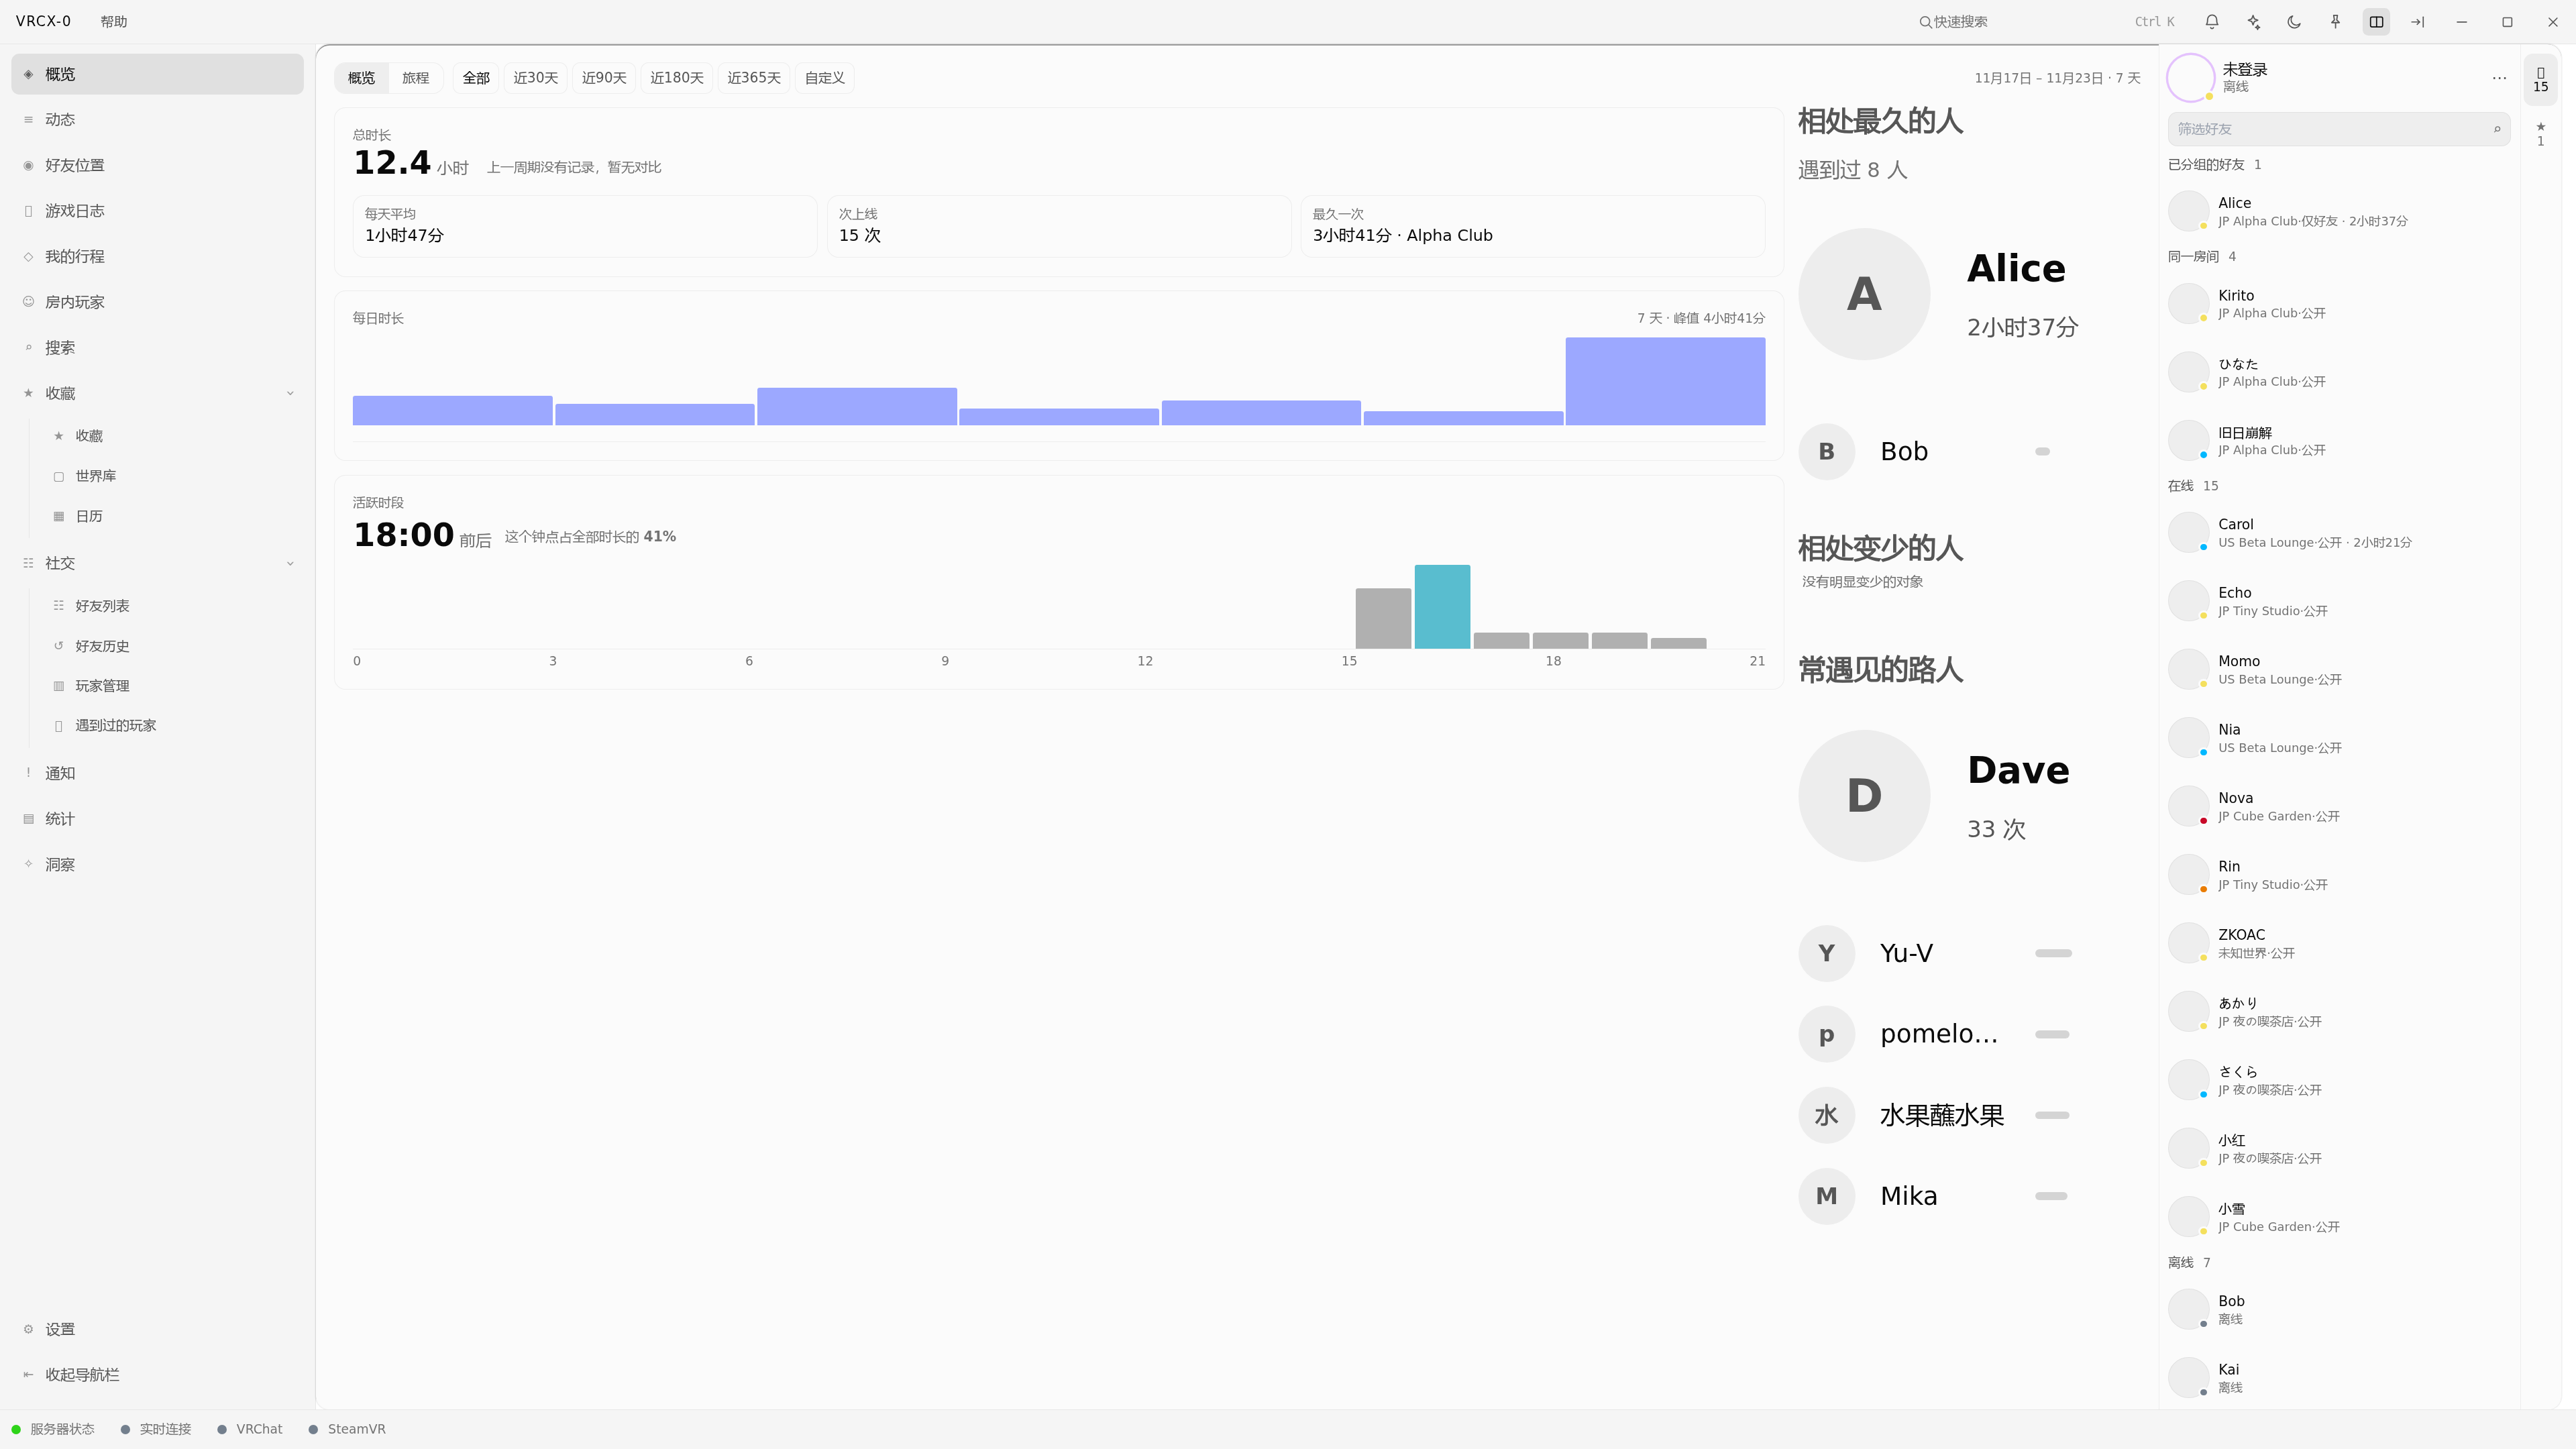 VRCX-0 帮助 快速搜索 Ctrl K
概览
动态
好友位置
游戏日志
我的行程
房内玩家
搜索
收藏
收藏
世界库
日历
社交
好友列表
好友历史
玩家管理
遇到过的玩家
通知
统计
洞察
设置
收起导航栏
概览 旅程 全部 近30天 近90天 近180天 近365天 自定义 11月17日 – 11月23日 · 7 天
总时长
12.4 小时 上一周期没有记录，暂无对比
每天平均
1小时47分
次上线
15 次
最久一次
3小时41分 · Alpha Club
每日时长 7 天 · 峰值 4小时41分
活跃时段
18:00 前后 这个钟点占全部时长的 41%
0 3 6 9 12 15 18 21
相处最久的人
遇到过 8 人
A
Alice
2小时37分
B Bob
相处变少的人
没有明显变少的对象
常遇见的路人
D
Dave
33 次
Y Yu-V
p pomelo...
水 水果蘸水果
M Mika
未登录 ...
离线
15
1
筛选好友
已分组的好友 1
Alice
JP Alpha Club·仅好友 · 2小时37分
同一房间 4
Kirito
JP Alpha Club·公开
ひなた
JP Alpha Club·公开
旧日崩解
JP Alpha Club·公开
在线 15
Carol
US Beta Lounge·公开 · 2小时21分
Echo
JP Tiny Studio·公开
Momo
US Beta Lounge·公开
Nia
US Beta Lounge·公开
Nova
JP Cube Garden·公开
Rin
JP Tiny Studio·公开
ZKOAC
未知世界·公开
あかり
JP 夜の喫茶店·公开
さくら
JP 夜の喫茶店·公开
小红
JP 夜の喫茶店·公开
小雪
JP Cube Garden·公开
离线 7
Bob
离线
Kai
离线
服务器状态 实时连接 VRChat SteamVR